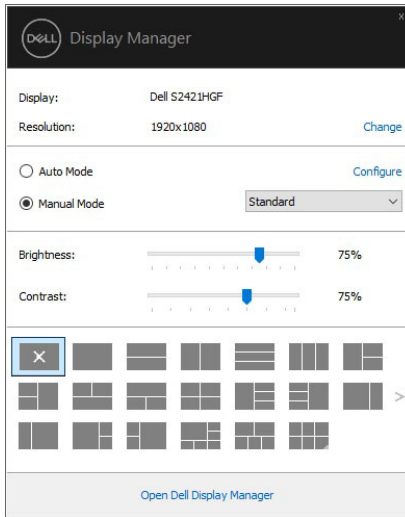 x
DELL Display Manager
Display: Dell S2421HGF
Resolution: 1920x1080 Change
Auto Mode Configure
Manual Mode Standard
Brightness: 75%
Contrast: 75%
Open Dell Display Manager